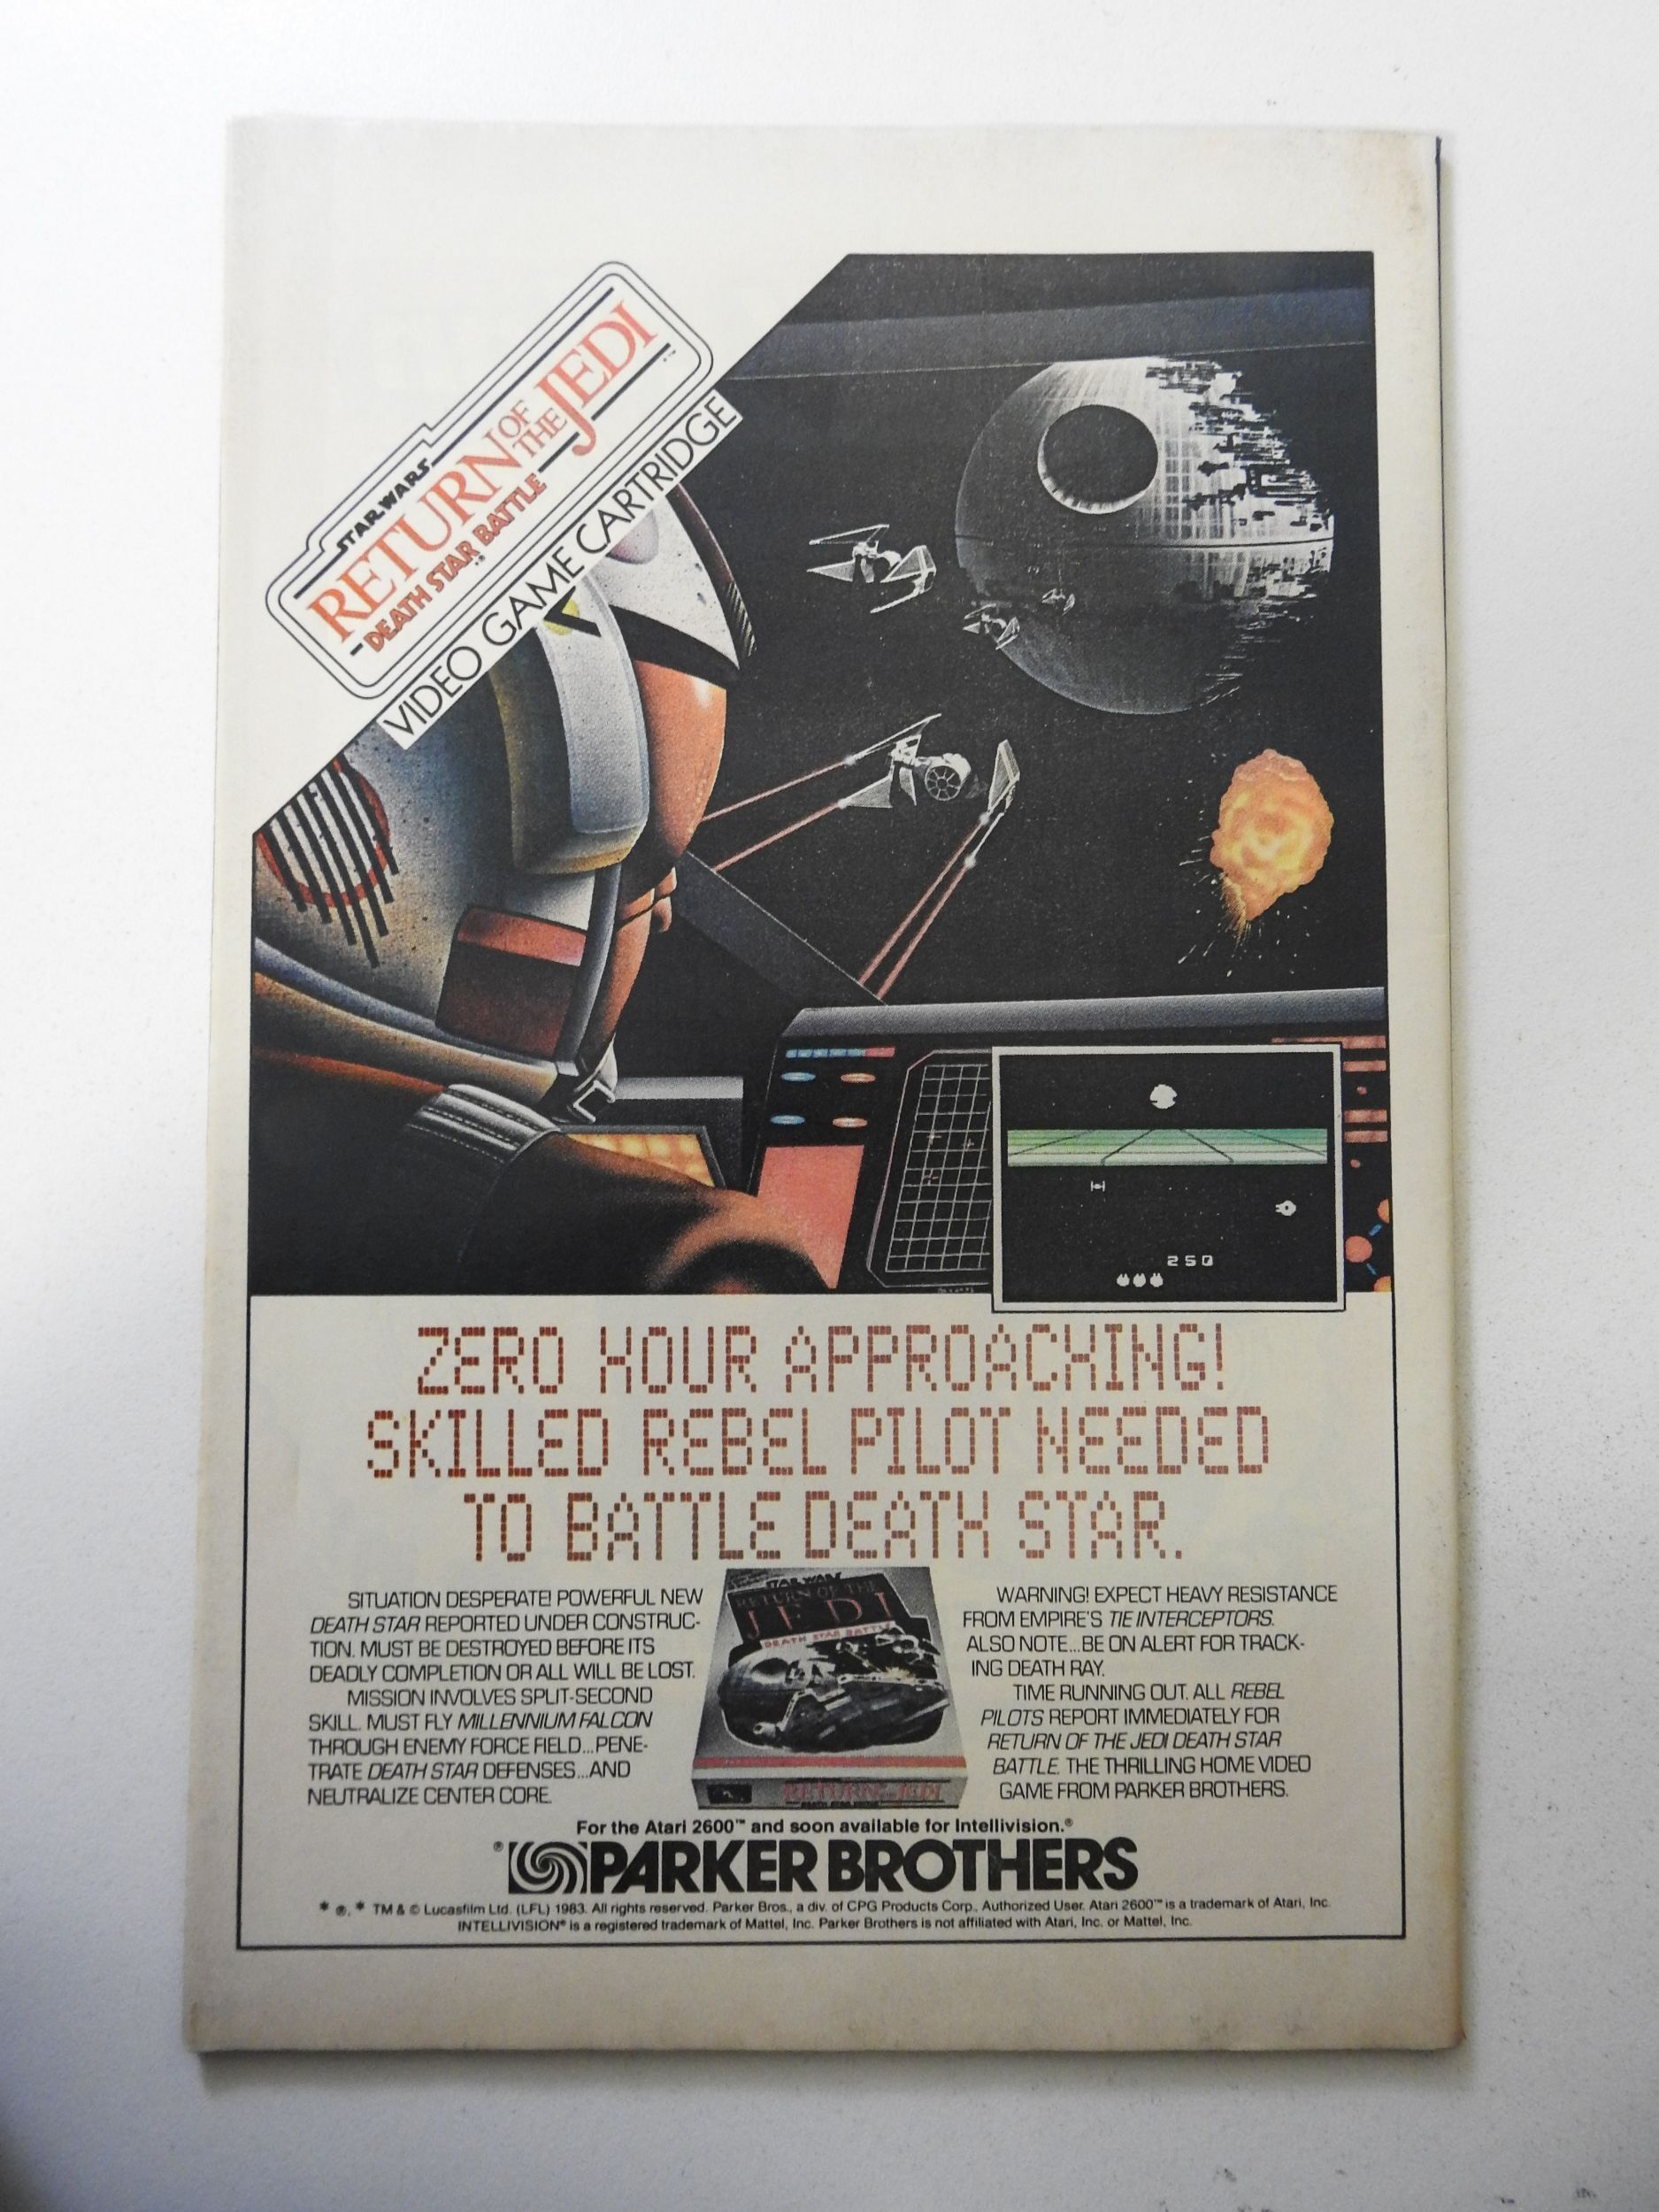 STAR WARS
RETURN OF THE JEDI™
DEATH STAR BATTLE
VIDEO GAME CARTRIDGE
250
ZERO HOUR APPROACHING!
SKILLED REBEL PILOT NEEDED
TO BATTLE DEATH STAR.
SITUATION DESPERATE! POWERFUL NEW
DEATH STAR REPORTED UNDER CONSTRUC-
TION. MUST BE DESTROYED BEFORE ITS
DEADLY COMPLETION OR ALL WILL BE LOST.
MISSION INVOLVES SPLIT-SECOND
SKILL. MUST FLY MILLENNIUM FALCON
THROUGH ENEMY FORCE FIELD...PENE-
TRATE DEATH STAR DEFENSES...AND
NEUTRALIZE CENTER CORE.
STAR WARS
RETURN OF THE
JEDI
DEATH STAR BATTLE
RETURN OF THE JEDI
DEATH STAR BATTLE
WARNING! EXPECT HEAVY RESISTANCE
FROM EMPIRE'S TIE INTERCEPTORS.
ALSO NOTE...BE ON ALERT FOR TRACK-
ING DEATH RAY.
TIME RUNNING OUT. ALL REBEL
PILOTS REPORT IMMEDIATELY FOR
RETURN OF THE JEDI DEATH STAR
BATTLE. THE THRILLING HOME VIDEO
GAME FROM PARKER BROTHERS.
For the Atari 2600™ and soon available for Intellivision.®
® PARKER BROTHERS
* ®, * TM & © Lucasfilm Ltd. (LFL) 1983. All rights reserved. Parker Bros., a div. of CPG Products Corp., Authorized User. Atari 2600™ is a trademark of Atari, Inc.
INTELLIVISION® is a registered trademark of Mattel, Inc. Parker Brothers is not affiliated with Atari, Inc. or Mattel, Inc.